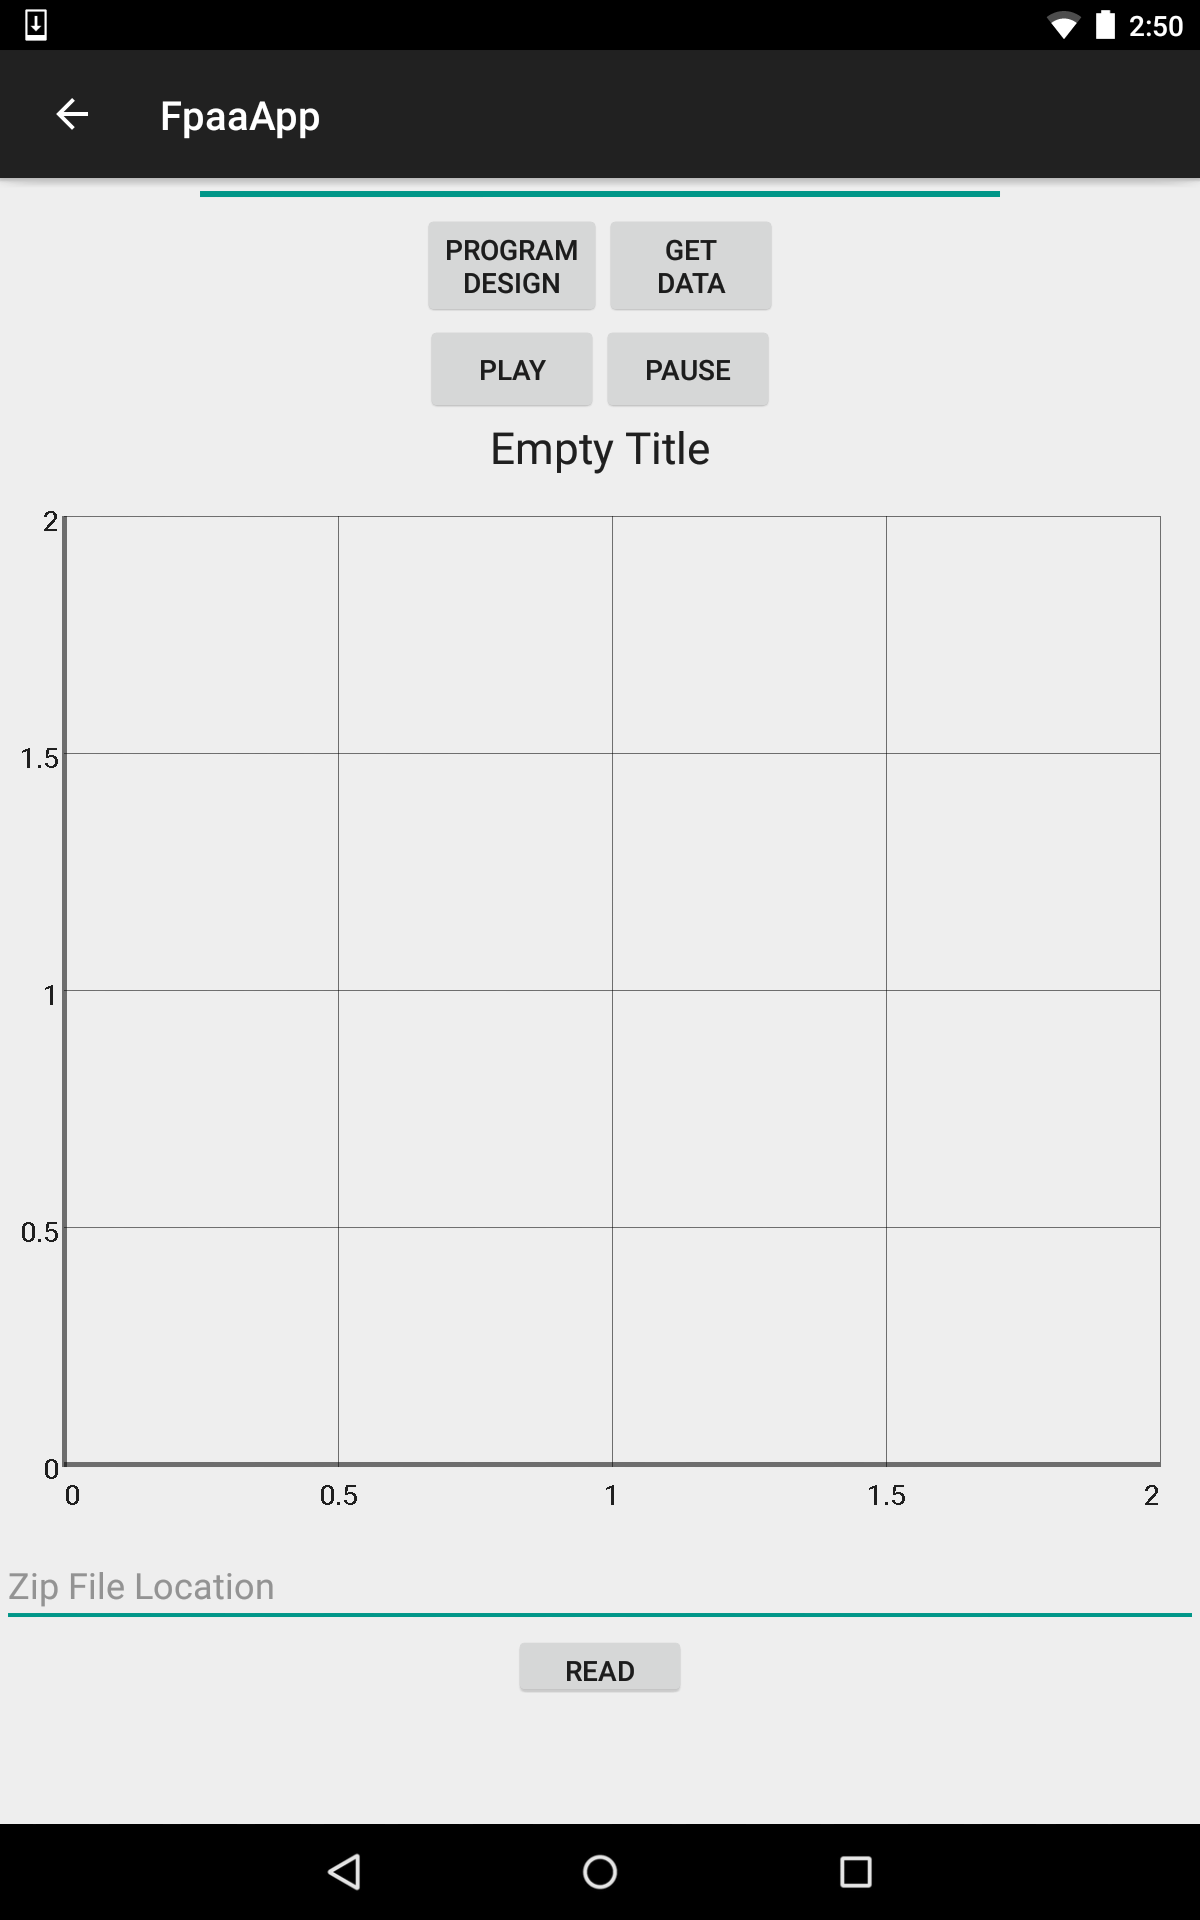 2:50
FpaaApp
PROGRAM
DESIGN
GET
DATA
PLAY
PAUSE
Empty Title
2
1.5
1
0.5
0
0
0.5
1
1.5
2
Zip File Location
READ